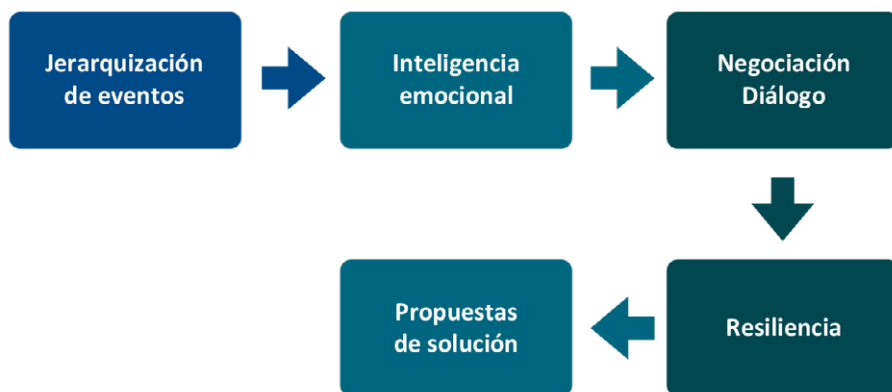 Jerarquización
de eventos
Inteligencia
emocional
Negociación
Diálogo
Resiliencia
Propuestas
de solución